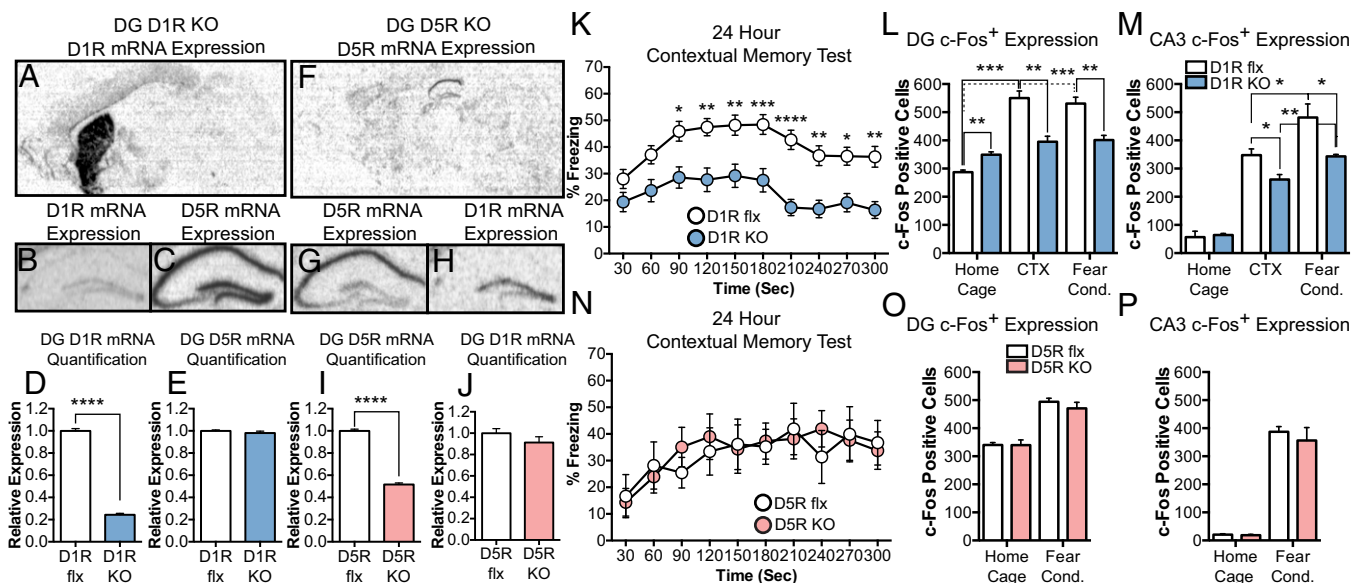 DG D1R KO
D1R mRNA Expression
A
D1R mRNA
Expression
B
D5R mRNA
Expression
C
DG D5R KO
D5R mRNA Expression
F
D5R mRNA
Expression
G
D1R mRNA
Expression
H
DG D1R mRNA
Quantification
D
****
Relative Expression
1.2
1.0
0.8
0.6
0.4
0.2
0.0
D1R
flx
D1R
KO
DG D5R mRNA
Quantification
E
Relative Expression
1.2
1.0
0.8
0.6
0.4
0.2
0.0
D1R
flx
D1R
KO
DG D5R mRNA
Quantification
I
****
Relative Expression
1.2
1.0
0.8
0.6
0.4
0.2
0.0
D5R
flx
D5R
KO
DG D1R mRNA
Quantification
J
Relative Expression
1.2
1.0
0.8
0.6
0.4
0.2
0.0
D5R
flx
D5R
KO
K
24 Hour
Contextual Memory Test
% Freezing
70
60
50
40
30
20
10
0
* ** ** *** **** ** * **
D1R flx
D1R KO
30 60 90 120 150 180 210 240 270 300
Time (Sec)
L
DG c-Fos+ Expression
c-Fos Positive Cells
600
500
400
300
200
100
0
*** ** *** **
**
Home
Cage
CTX
Fear
Cond.
M
CA3 c-Fos+ Expression
D1R flx
D1R KO
c-Fos Positive Cells
600
500
400
300
200
100
0
* *
* **
Home
Cage
CTX
Fear
Cond.
N
24 Hour
Contextual Memory Test
% Freezing
70
60
50
40
30
20
10
0
D5R flx
D5R KO
30 60 90 120 150 180 210 240 270 300
Time (Sec)
O
DG c-Fos+ Expression
D5R flx
D5R KO
c-Fos Positive Cells
600
500
400
300
200
100
0
Home
Cage
Fear
Cond.
P
CA3 c-Fos+ Expression
c-Fos Positive Cells
600
500
400
300
200
100
0
Home
Cage
Fear
Cond.